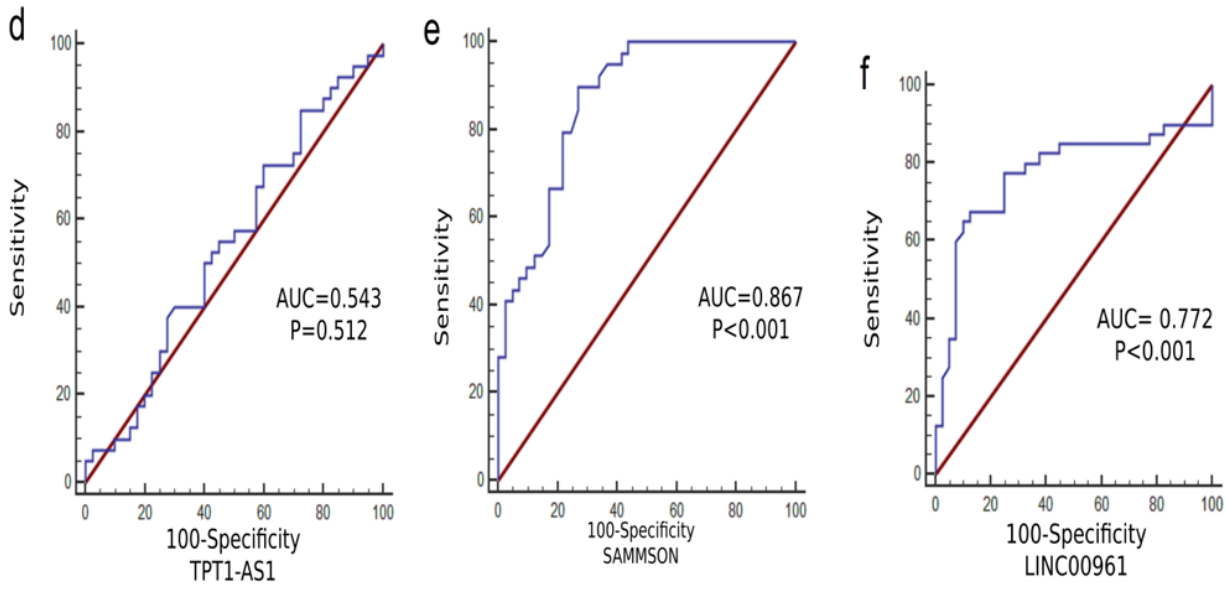 d
Sensitivity
100
80
60
40
20
0
AUC=0.543
P=0.512
0 20 40 60 80 100
100-Specificity
TPT1-AS1
e
Sensitivity
100
80
60
40
20
0
AUC=0.867
P<0.001
0 20 40 60 80 100
100-Specificity
SAMMSON
f
Sensitivity
100
80
60
40
20
0
AUC= 0.772
P<0.001
0 20 40 60 80 100
100-Specificity
LINC00961